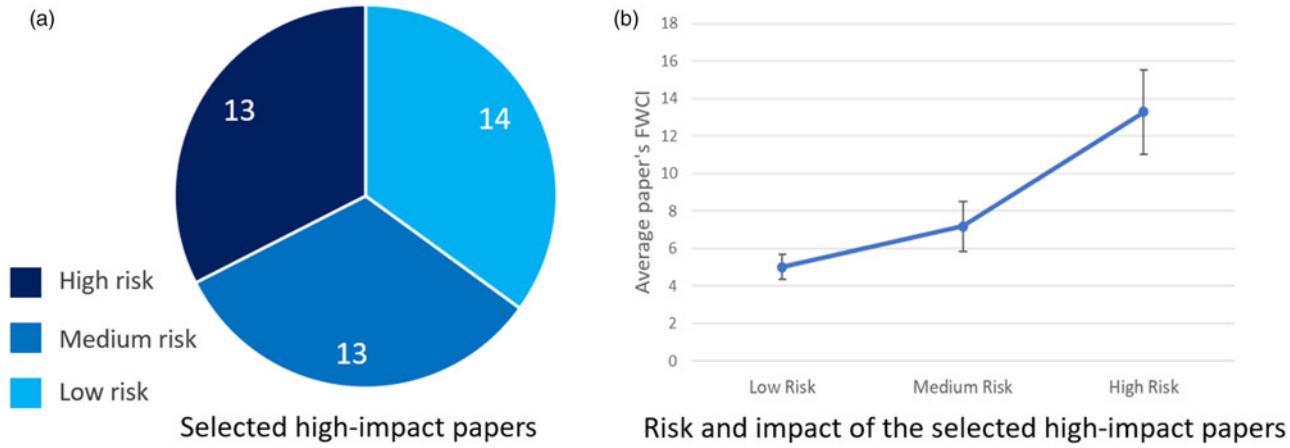 (a)
13
14
13
High risk
Medium risk
Low risk
Selected high-impact papers
(b)
Average paper's FWCI
18
16
14
12
10
8
6
4
2
0
Low Risk
Medium Risk
High Risk
Risk and impact of the selected high-impact papers